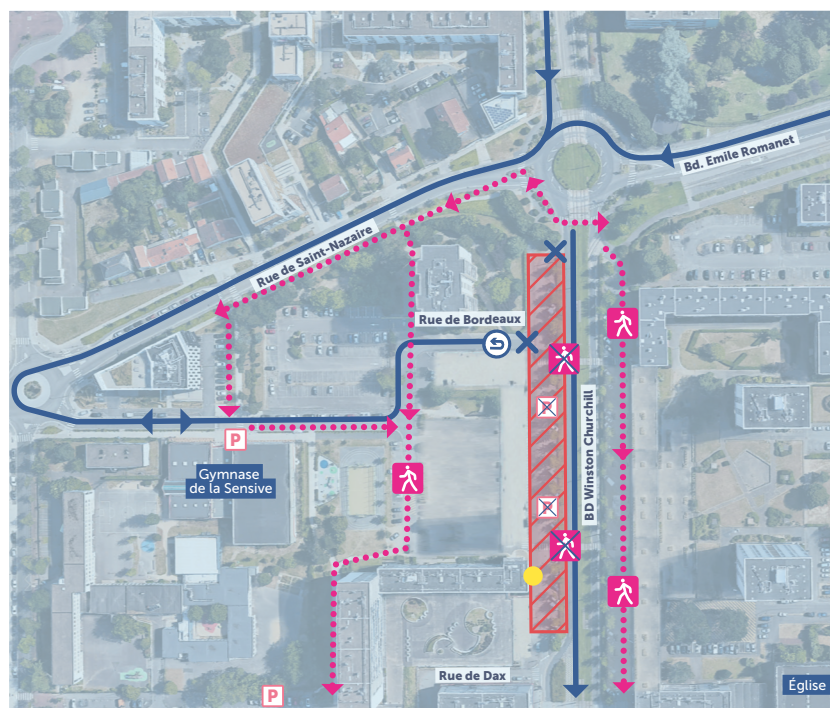 Bd. Emile Romanet
Rue de Saint-Nazaire
Rue de Bordeaux
P
BD Winston Churchill
P
Gymnase
de la Sensive
P
Rue de Dax
P
Église